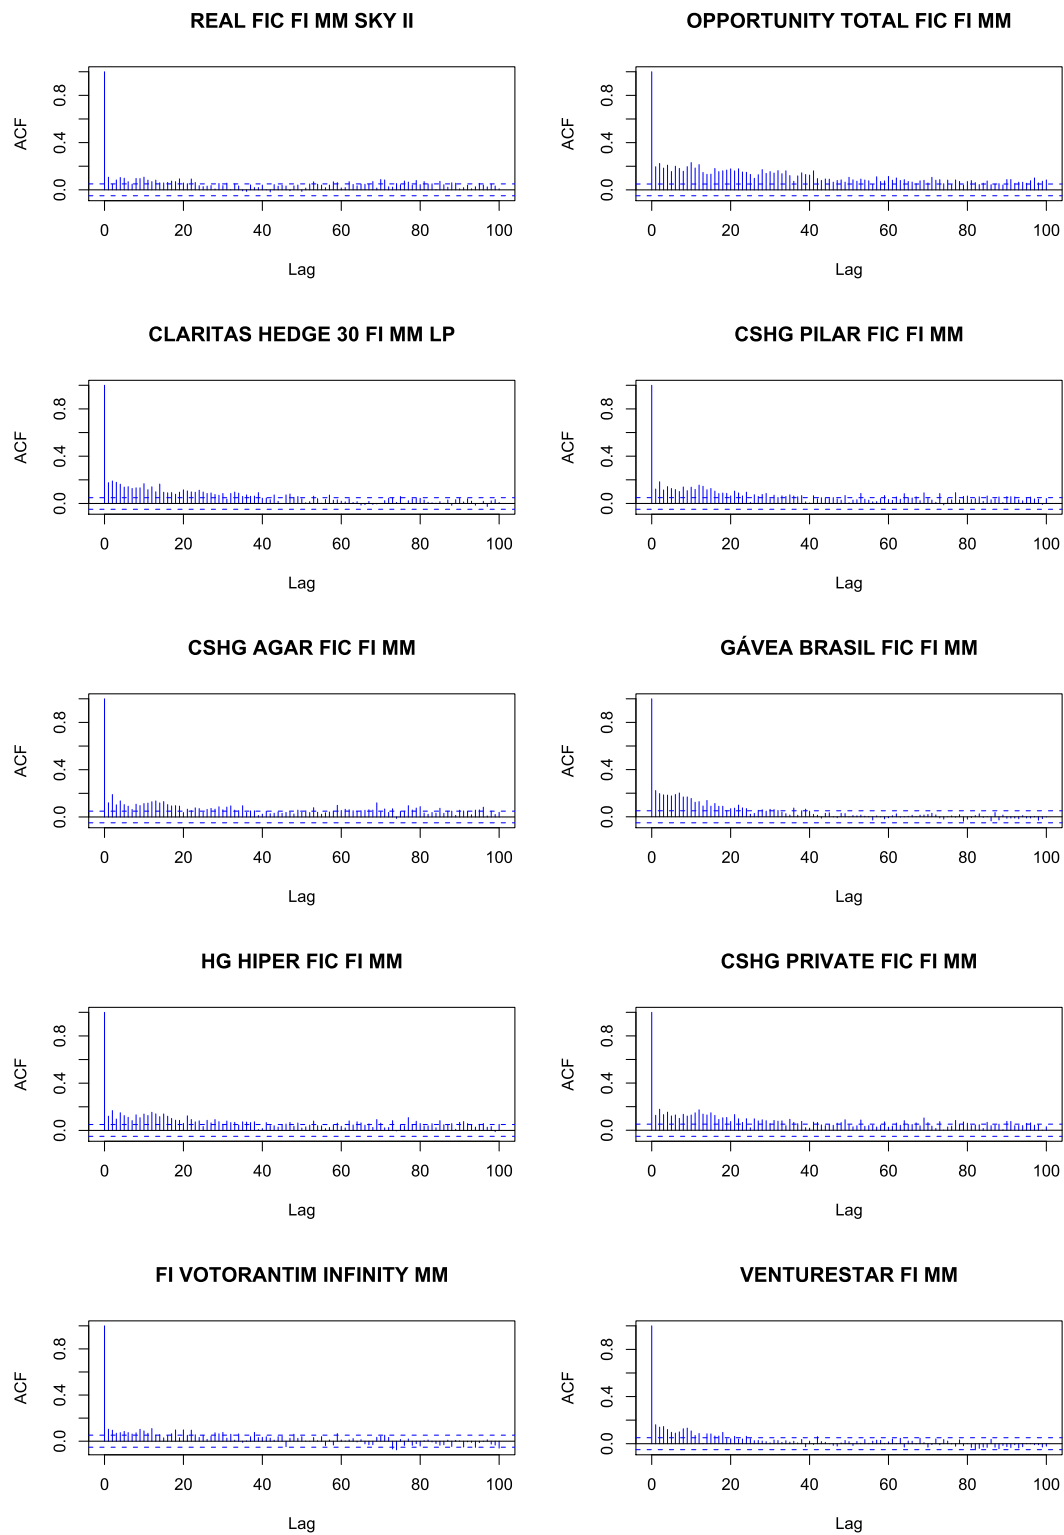 REAL FIC FI MM SKY II
ACF
0.0 0.4 0.8
0 20 40 60 80 100
Lag
OPPORTUNITY TOTAL FIC FI MM
ACF
0.0 0.4 0.8
0 20 40 60 80 100
Lag
CLARITAS HEDGE 30 FI MM LP
ACF
0.0 0.4 0.8
0 20 40 60 80 100
Lag
CSHG PILAR FIC FI MM
ACF
0.0 0.4 0.8
0 20 40 60 80 100
Lag
CSHG AGAR FIC FI MM
ACF
0.0 0.4 0.8
0 20 40 60 80 100
Lag
GÁVEA BRASIL FIC FI MM
ACF
0.0 0.4 0.8
0 20 40 60 80 100
Lag
HG HIPER FIC FI MM
ACF
0.0 0.4 0.8
0 20 40 60 80 100
Lag
CSHG PRIVATE FIC FI MM
ACF
0.0 0.4 0.8
0 20 40 60 80 100
Lag
FI VOTORANTIM INFINITY MM
ACF
0.0 0.4 0.8
0 20 40 60 80 100
Lag
VENTURESTAR FI MM
ACF
0.0 0.4 0.8
0 20 40 60 80 100
Lag